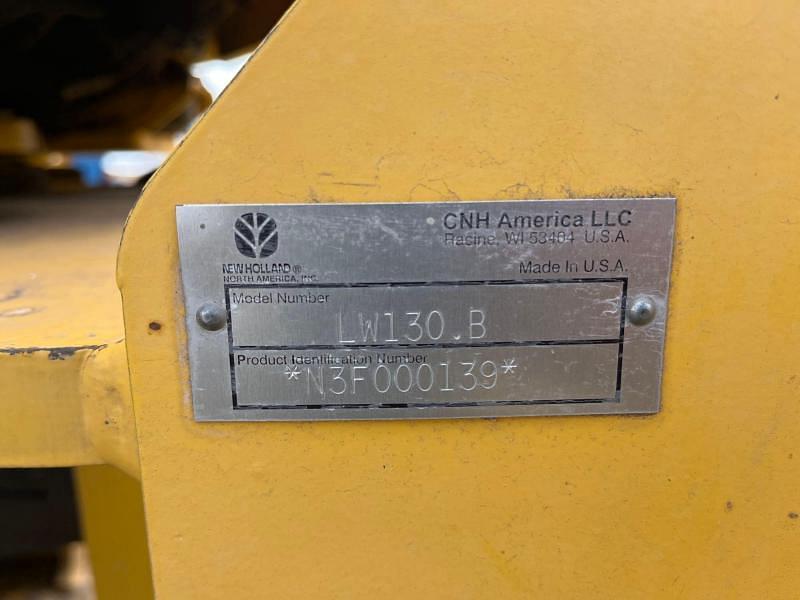 CNH America LLC
Racine, WI 53404 U.S.A.
Made In U.S.A.
NEW HOLLAND®
NORTH AMERICA, INC.
Model Number
LW130.B
Product Identification Number
*N3F000139*